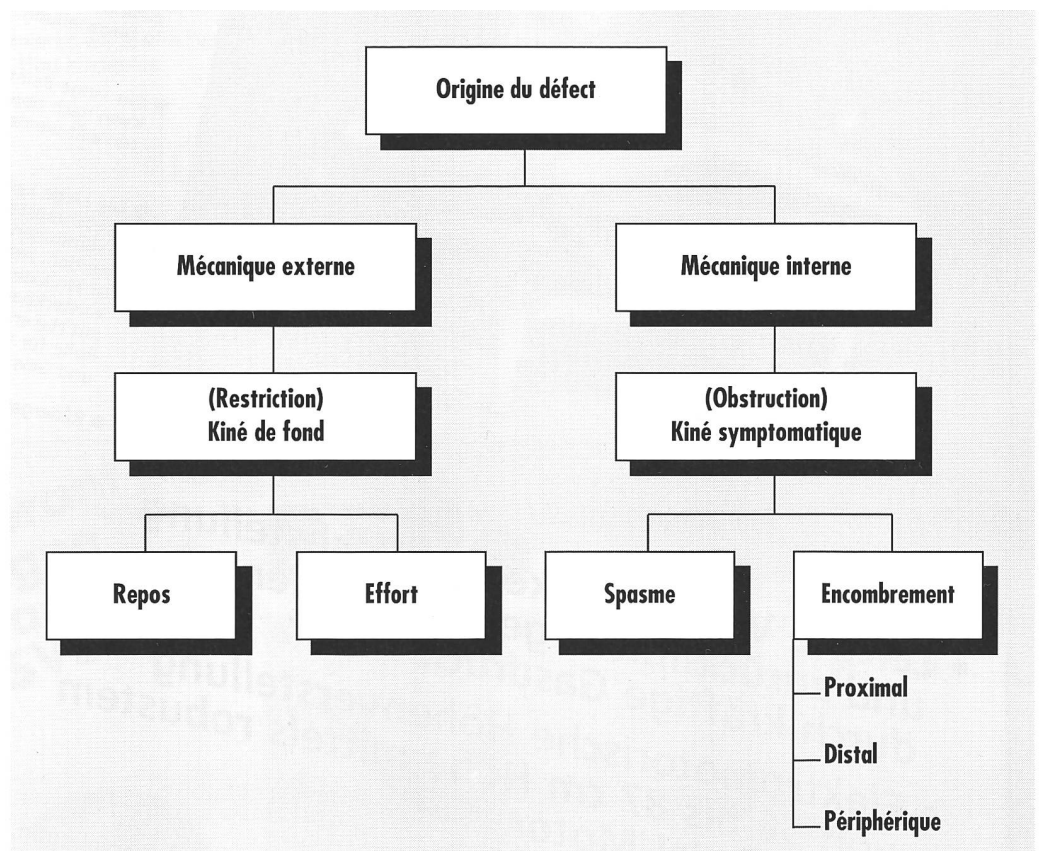 Origine du défect
Mécanique externe
Mécanique interne
(Restriction)
Kiné de fond
(Obstruction)
Kiné symptomatique
Repos
Effort
Spasme
Encombrement
Proximal
Distal
Périphérique